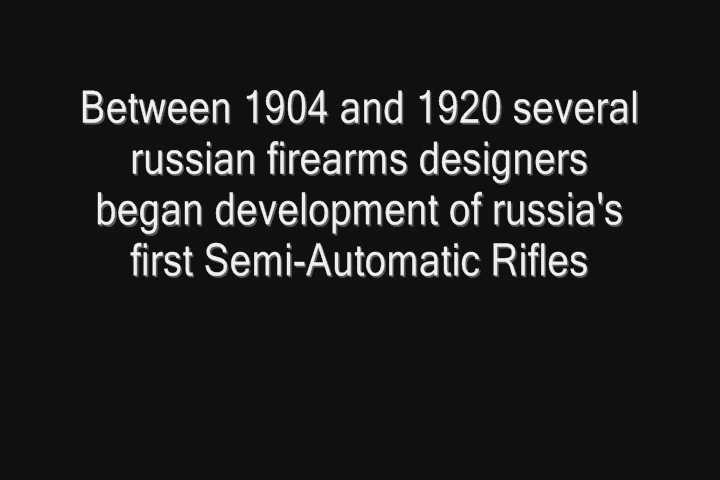 Between 1904 and 1920 several
russian firearms designers
began development of russia's
first Semi-Automatic Rifles